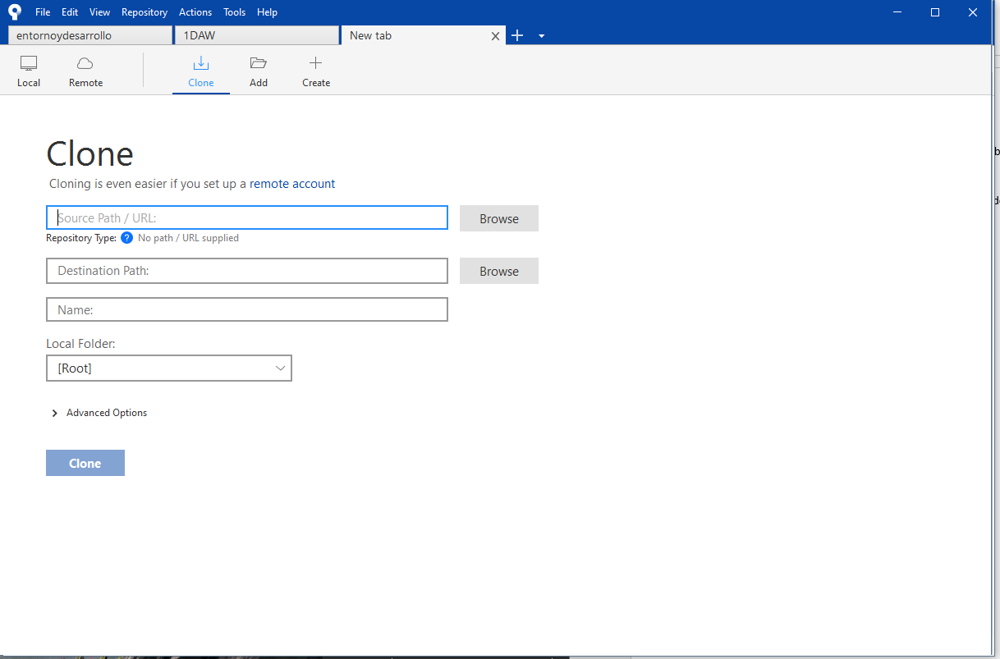 File Edit View Repository Actions Tools Help
entornoydesarrollo 1DAW New tab
Local Remote Clone Add Create
Clone
Cloning is even easier if you set up a remote account
Source Path / URL:
Browse
Repository Type: ? No path / URL supplied
Destination Path:
Browse
Name:
Local Folder:
[Root]
Advanced Options
Clone